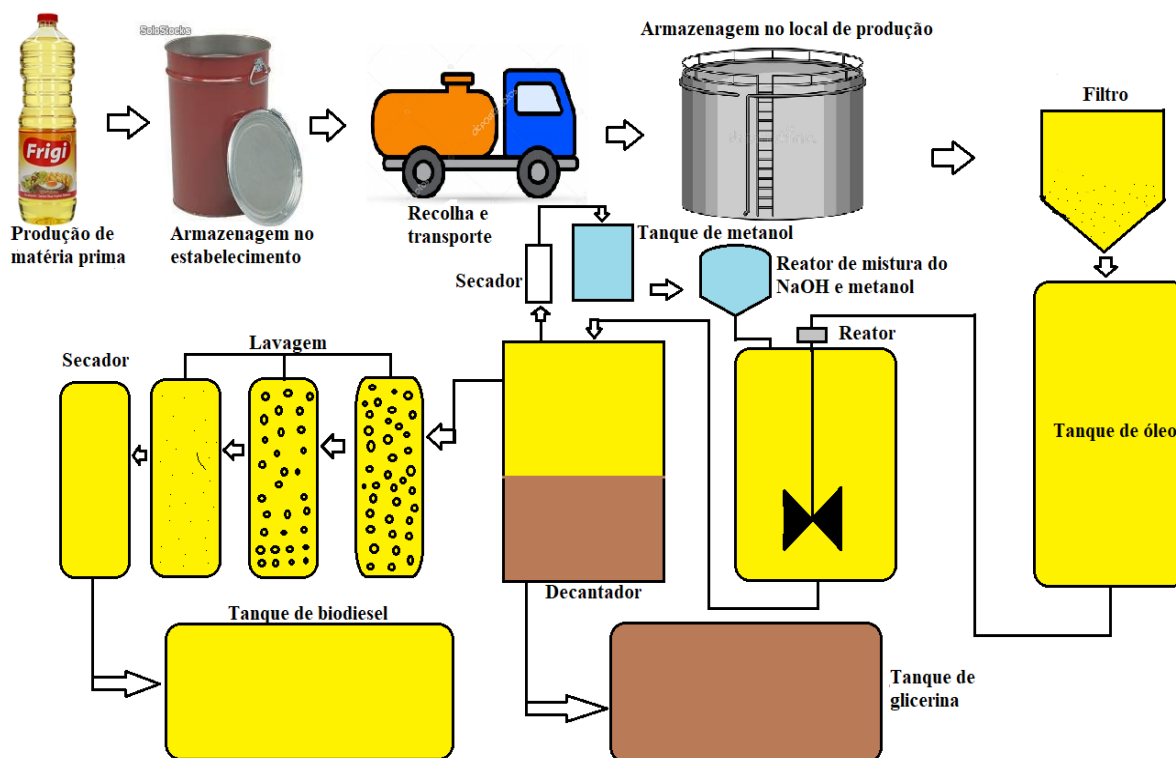 SoloStocks
Armazenagem no local de produção
Filtro
Frigi
Produção de
matéria prima
Armazenagem no
estabelecimento
Recolha e
transporte
Tanque de metanol
Secador
Reator de mistura do
NaOH e metanol
Reator
Lavagem
Secador
Tanque de óleo
Decantador
Tanque de biodiesel
Tanque de
glicerina